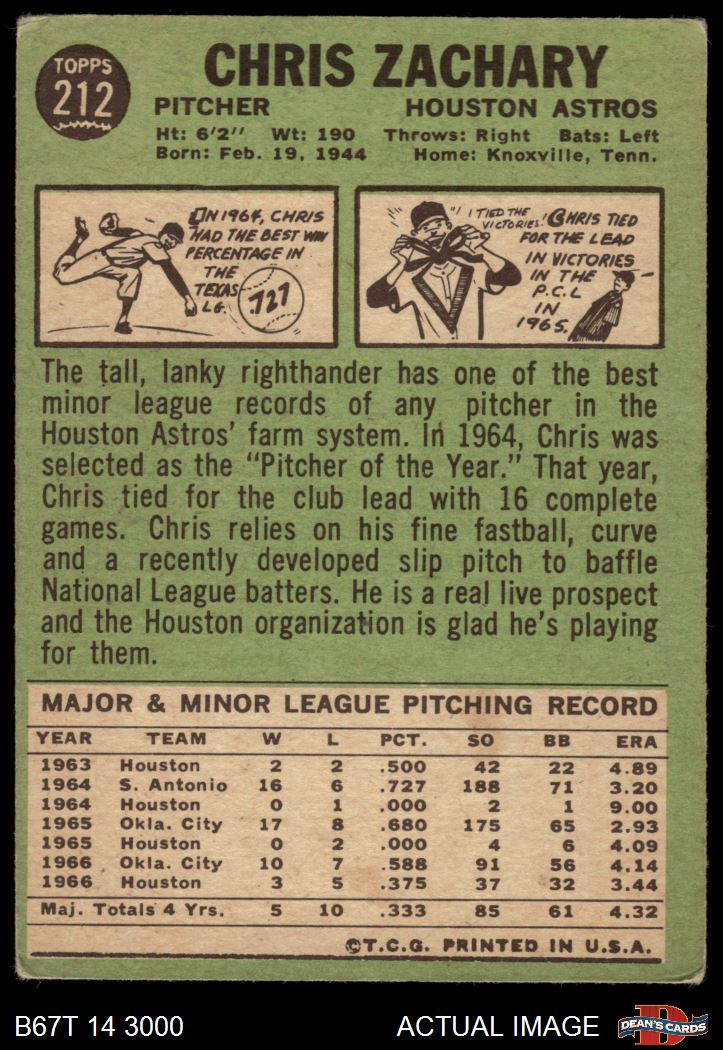 TOPPS
212
CHRIS ZACHARY
PITCHER HOUSTON ASTROS
Ht: 6'2" Wt: 190 Throws: Right Bats: Left
Born: Feb. 19, 1944 Home: Knoxville, Tenn.
IN 1964, CHRIS
HAD THE BEST WIN
PERCENTAGE IN
THE
TEXAS
LG.
.727
"I TIED THE
VICTORIES!
CHRIS TIED
FOR THE LEAD
IN VICTORIES
IN THE
P.C.L
IN
1965.
The tall, lanky righthander has one of the best
minor league records of any pitcher in the
Houston Astros' farm system. In 1964, Chris was
selected as the "Pitcher of the Year." That year,
Chris tied for the club lead with 16 complete
games. Chris relies on his fine fastball, curve
and a recently developed slip pitch to baffle
National League batters. He is a real live prospect
and the Houston organization is glad he's playing
for them.
MAJOR & MINOR LEAGUE PITCHING RECORD
YEAR TEAM W L PCT. SO BB ERA
1963 Houston 2 2 .500 42 22 4.89
1964 S. Antonio 16 6 .727 188 71 3.20
1964 Houston 0 1 .000 2 1 9.00
1965 Okla. City 17 8 .680 175 65 2.93
1965 Houston 0 2 .000 4 6 4.09
1966 Okla. City 10 7 .588 91 56 4.14
1966 Houston 3 5 .375 37 32 3.44
Maj. Totals 4 Yrs. 5 10 .333 85 61 4.32
©T.C.G. PRINTED IN U.S.A.
B67T 14 3000 ACTUAL IMAGE
D
DEAN'S CARDS